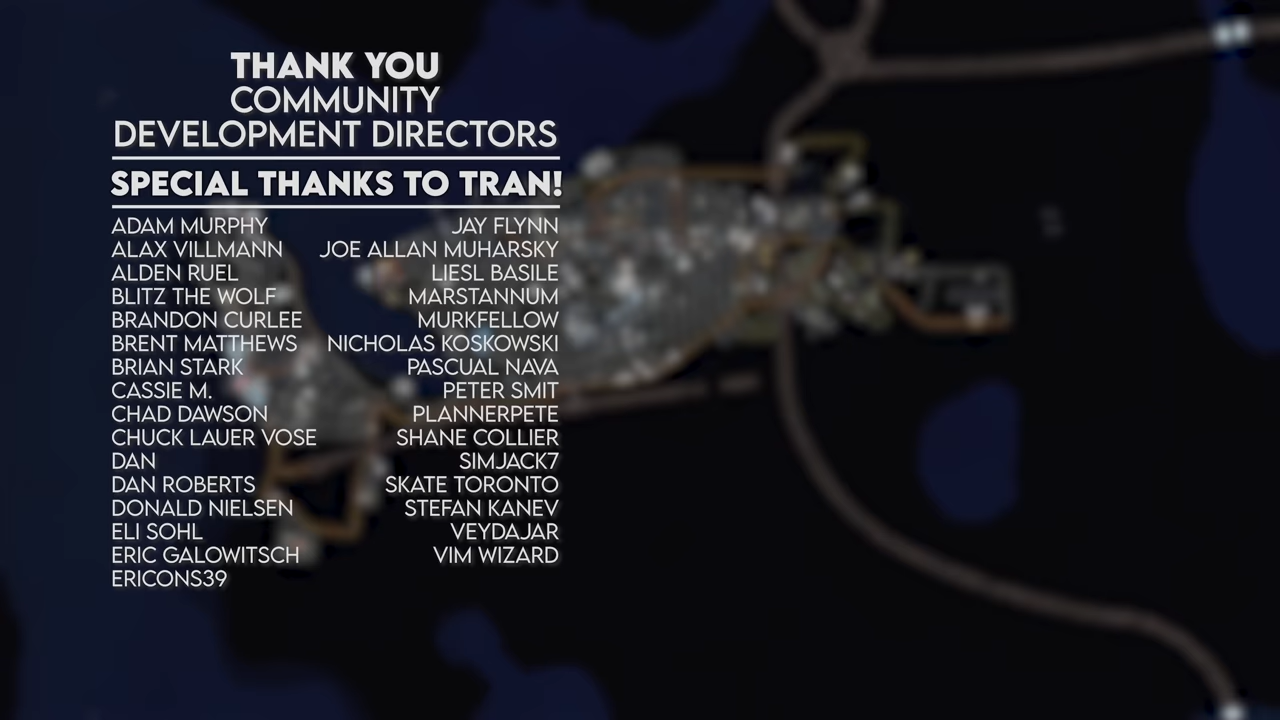 THANK YOU
COMMUNITY
DEVELOPMENT DIRECTORS
SPECIAL THANKS TO TRAN!
ADAM MURPHY
ALAX VILLMANN
ALDEN RUEL
BLITZ THE WOLF
BRANDON CURLEE
BRENT MATTHEWS
BRIAN STARK
CASSIE M.
CHAD DAWSON
CHUCK LAUER VOSE
DAN
DAN ROBERTS
DONALD NIELSEN
ELI SOHL
ERIC GALOWITSCH
ERICONS39
JAY FLYNN
JOE ALLAN MUHARSKY
LIESL BASILE
MARSTANNUM
MURKFELLOW
NICHOLAS KOSKOWSKI
PASCUAL NAVA
PETER SMIT
PLANNERPETE
SHANE COLLIER
SIMJACK7
SKATE TORONTO
STEFAN KANEV
VEYDAJAR
VIM WIZARD